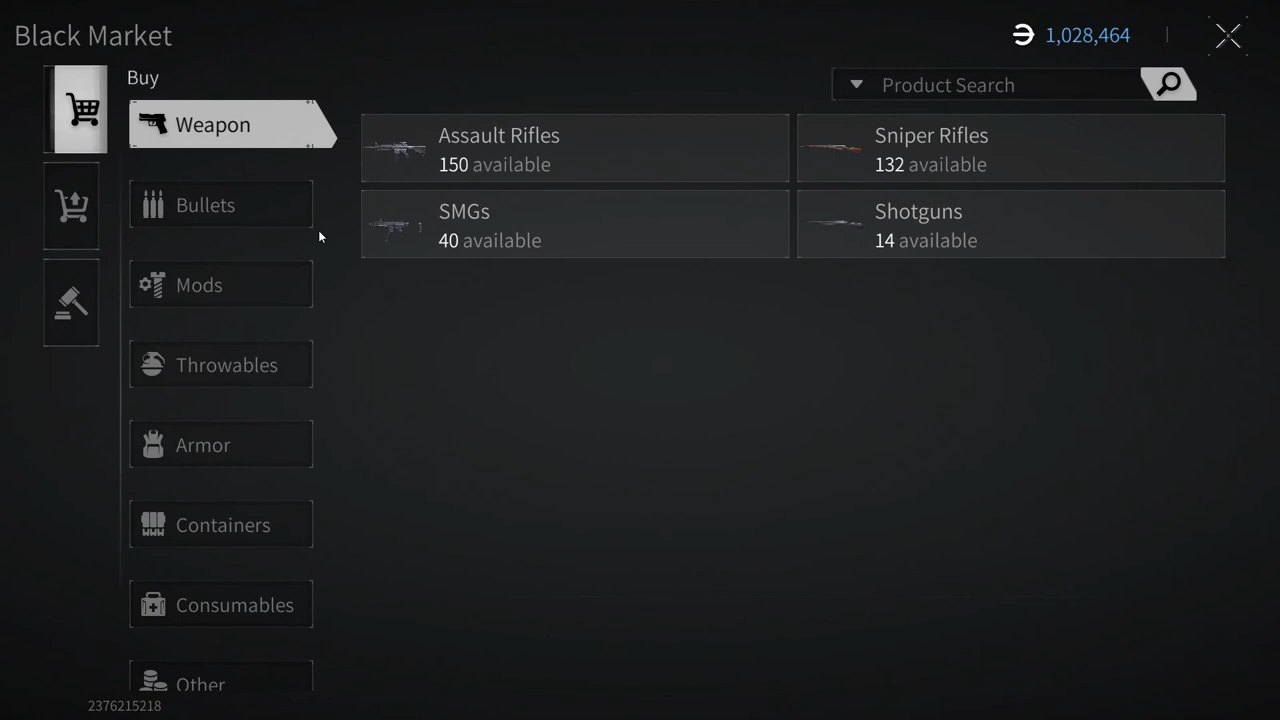 Black Market
1,028,464
Buy
Product Search
Weapon
Bullets
Mods
Throwables
Armor
Containers
Consumables
Other
Assault Rifles
150 available
Sniper Rifles
132 available
SMGs
40 available
Shotguns
14 available
2376215218